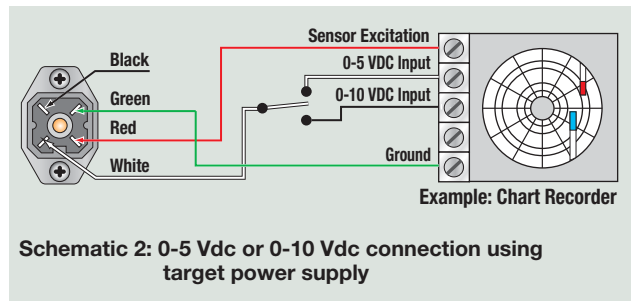 Sensor Excitation
Black
0-5 VDC Input
Green
0-10 VDC Input
Red
White
Ground
Example: Chart Recorder
Schematic 2: 0-5 Vdc or 0-10 Vdc connection using
target power supply